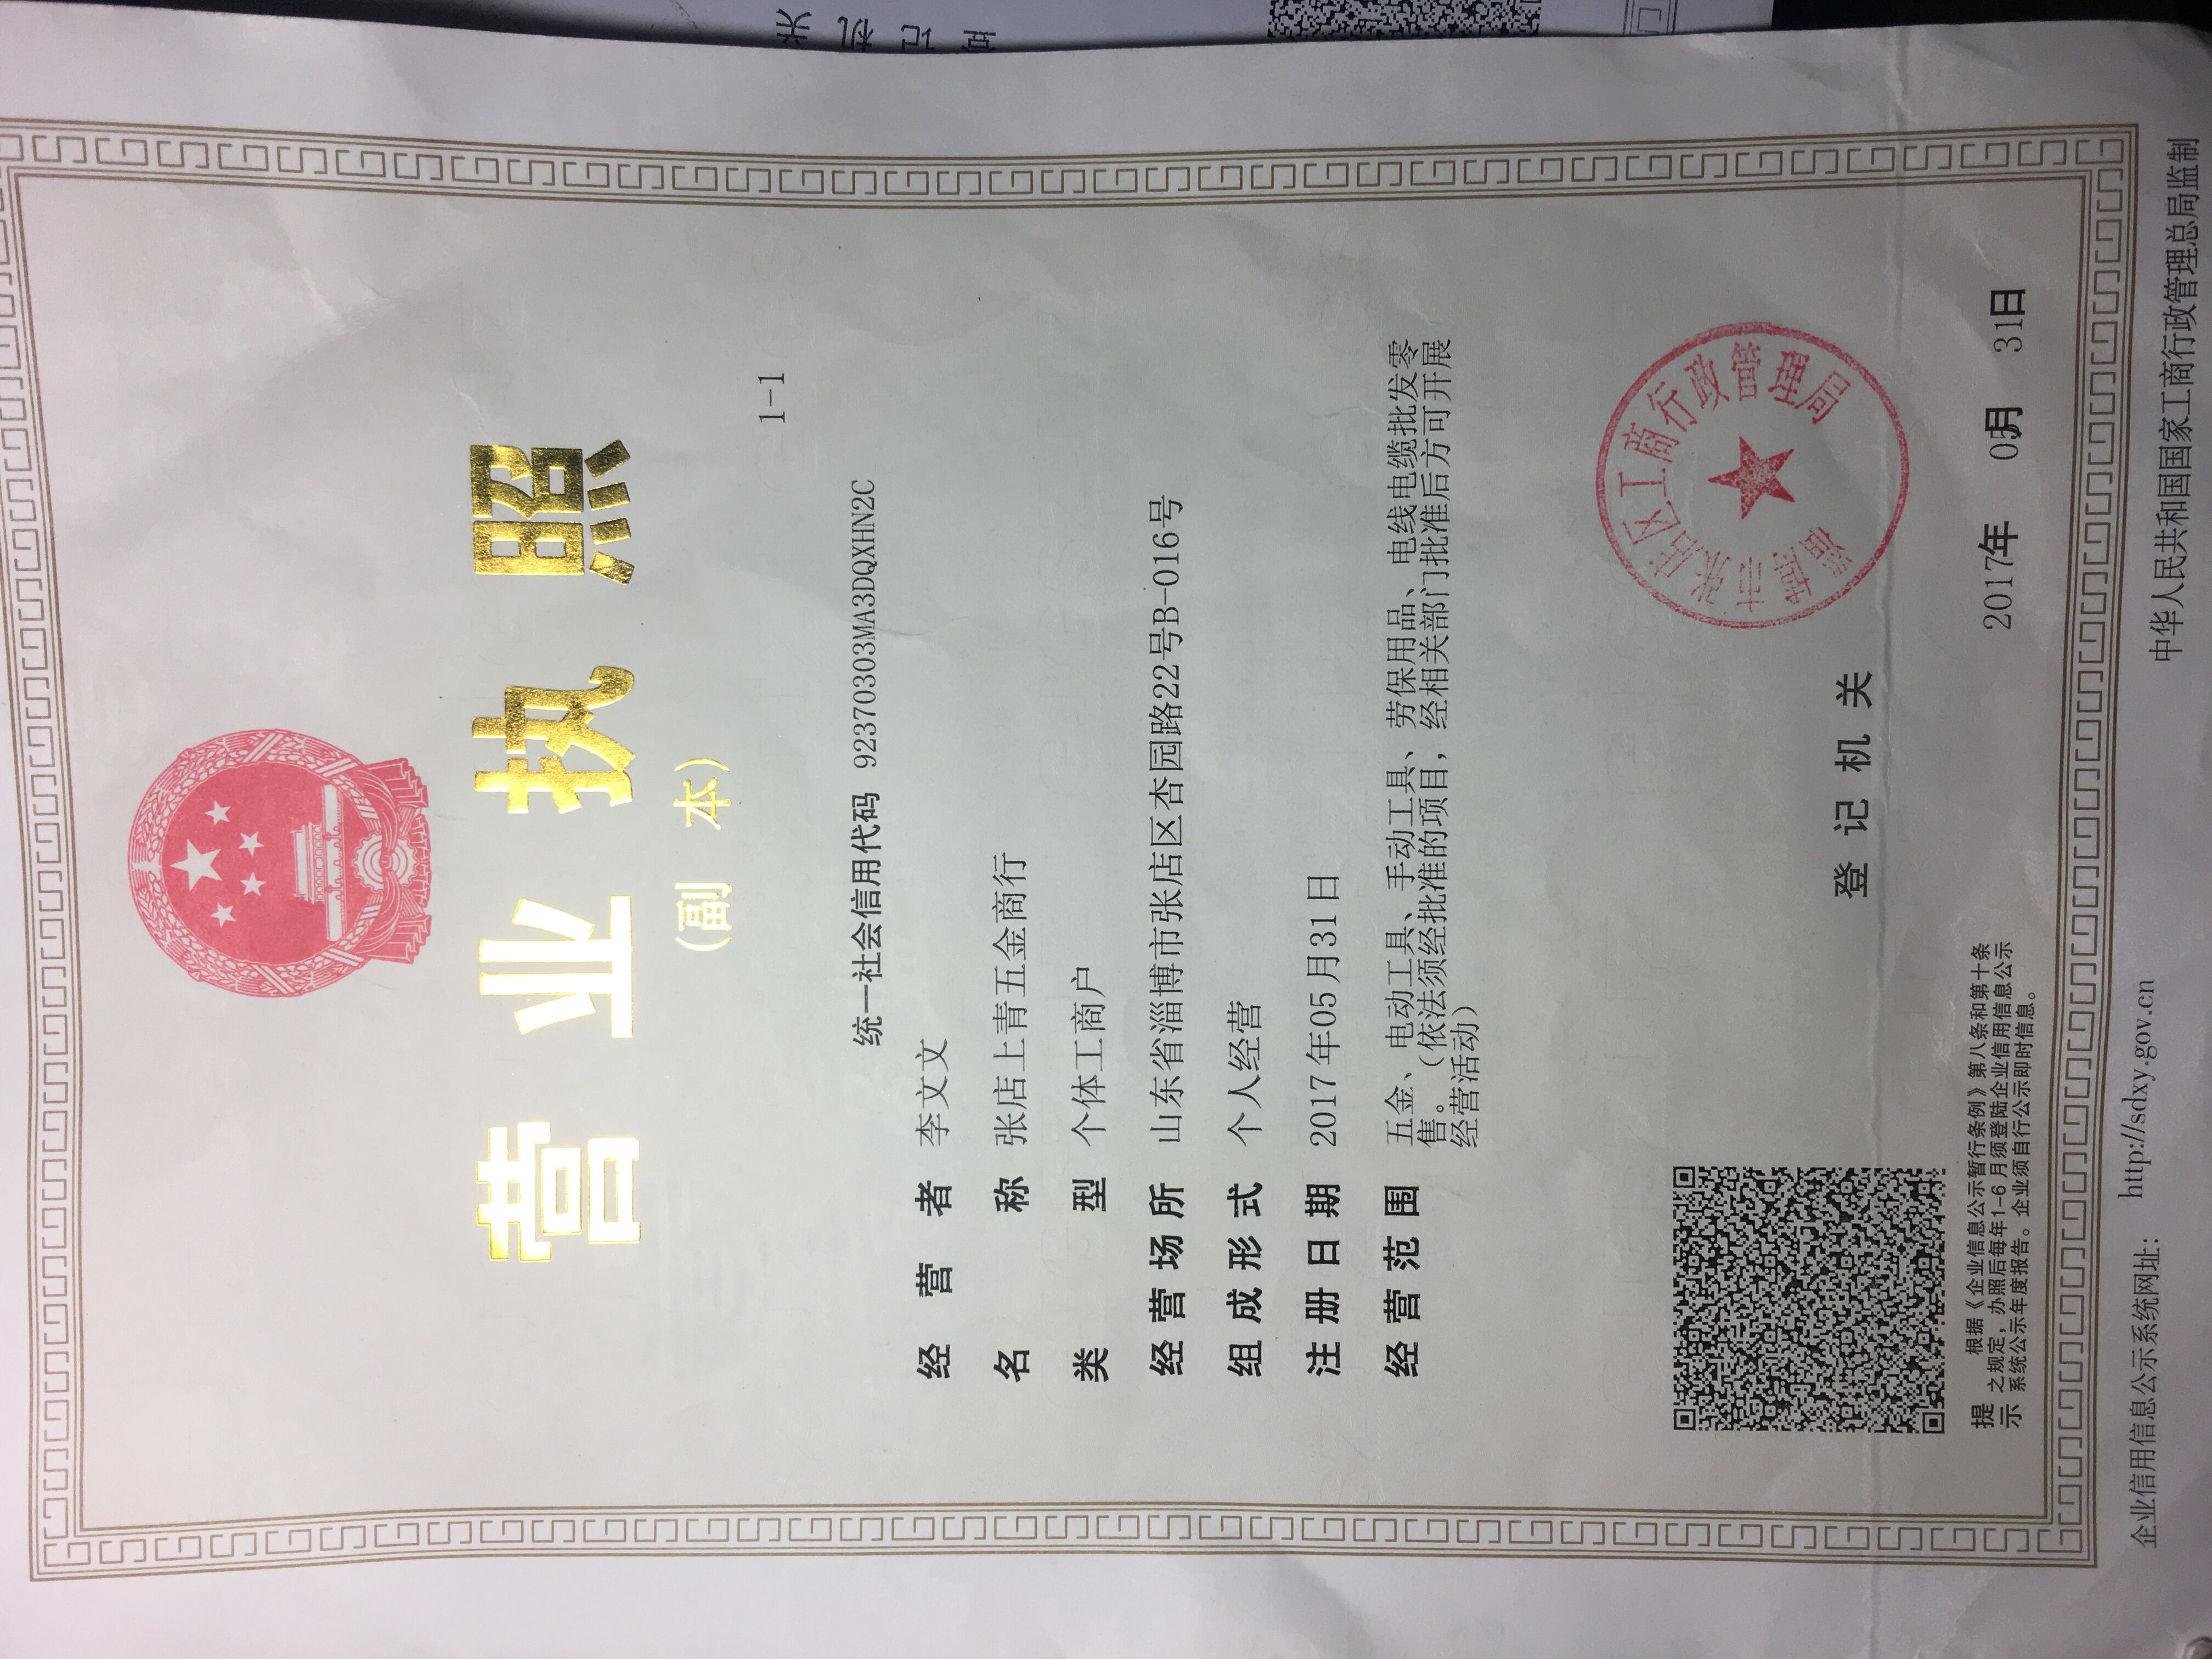 营业执照
(副 本)
1-1
统一社会信用代码 92370303MA3DQXHN2C
经营者 李文文
名称 张店上青五金商行
类型 个体工商户
经营场所 山东省淄博市张店区杏园路22号B-016号
组成形式 个人经营
注册日期 2017年05月31日
经营范围 五金、电动工具、手动工具、劳保用品、电线电缆批发零
售。(依法须经批准的项目，经相关部门批准后方可开展
经营活动)
淄博市张店区工商行政管理局
登记机关
2017年 05月 31日
提示 根据《企业信息公示暂行条例》第八条和第十条
之规定，办照后每年1-6月须登陆企业信用信息公示
系统公示年度报告。企业须自行公示即时信息。
企业信用信息公示系统网址： http://sdxy.gov.cn
中华人民共和国国家工商行政管理总局监制